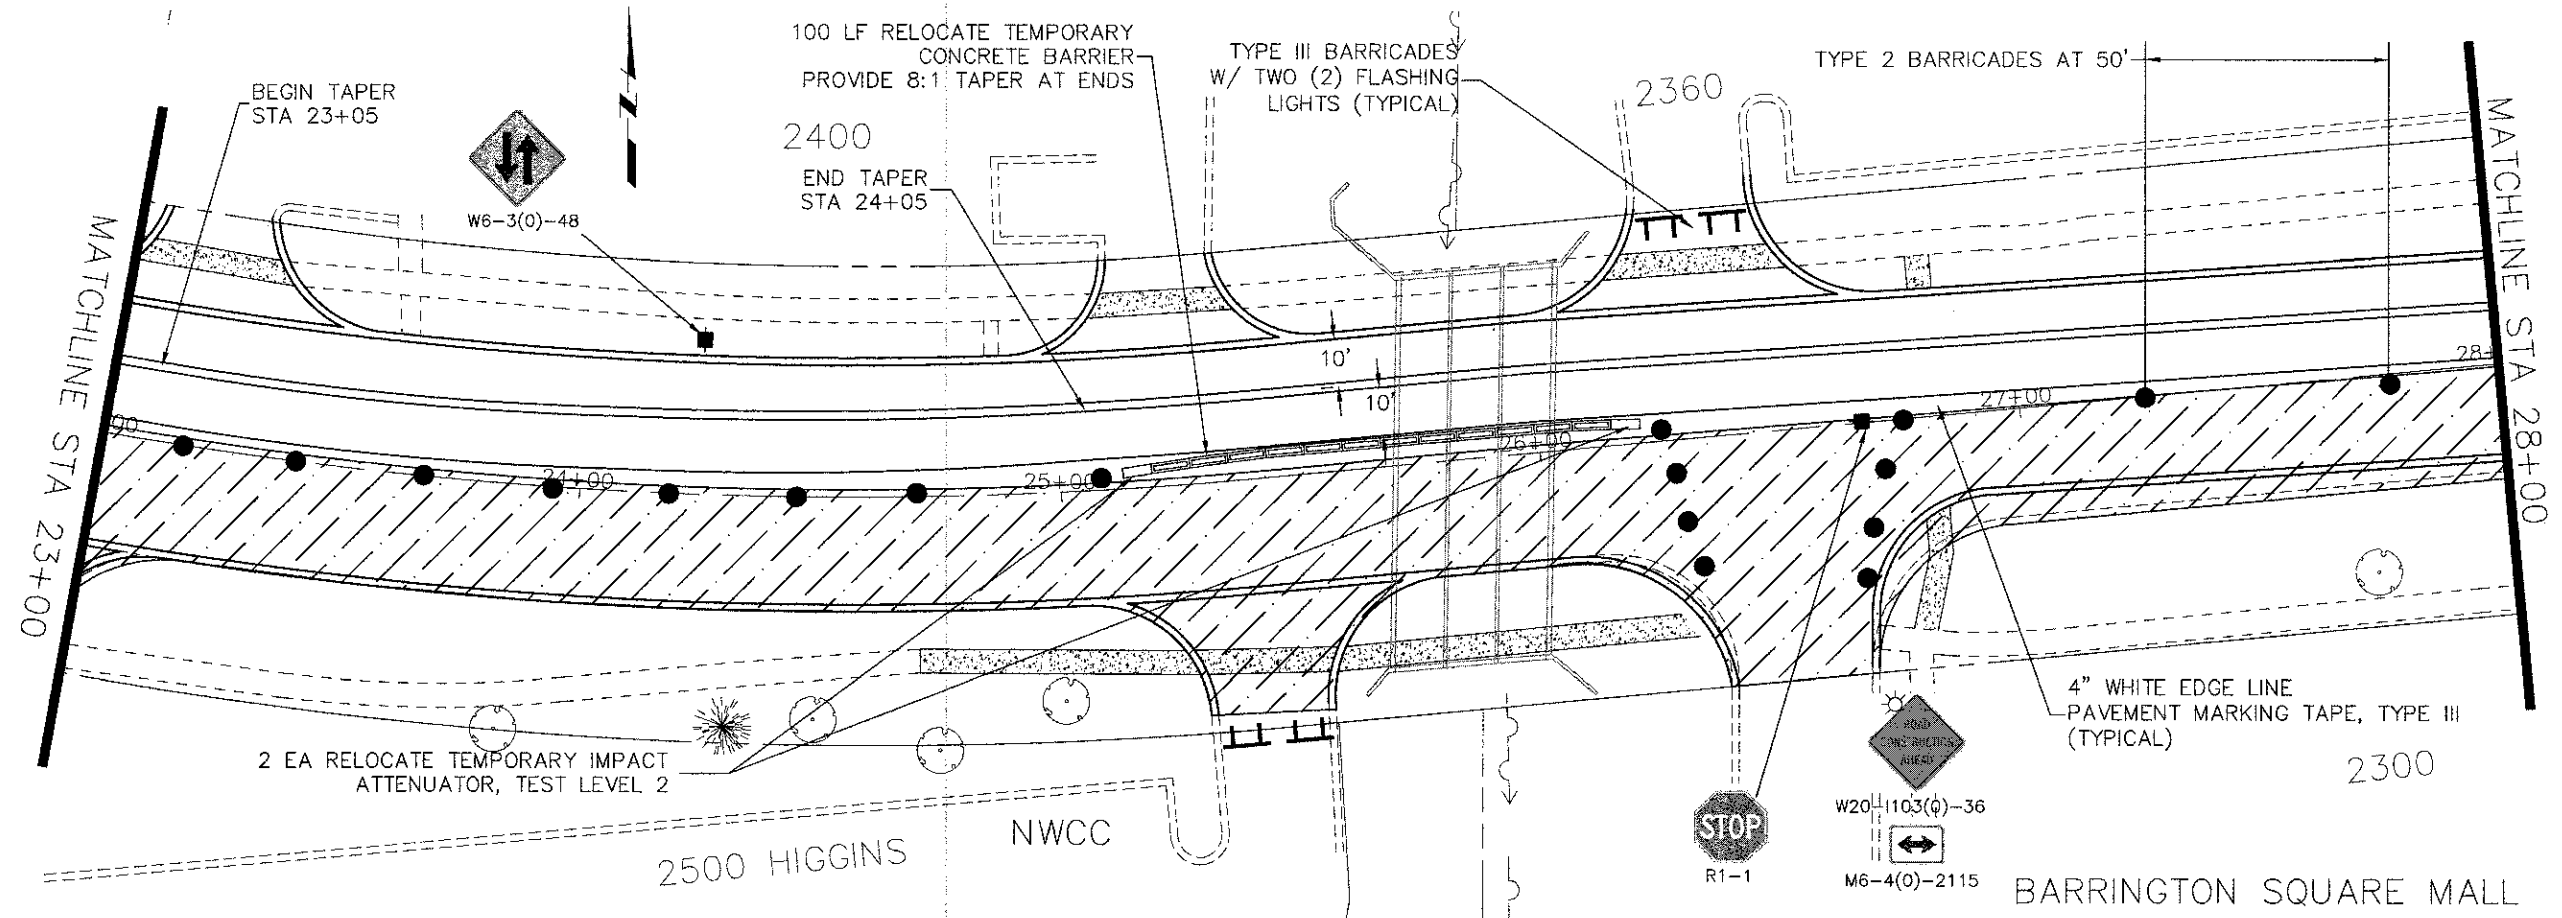 100 LF RELOCATE TEMPORARY
CONCRETE BARRIER
PROVIDE 8:1 TAPER AT ENDS
TYPE III BARRICADES
W/ TWO (2) FLASHING
LIGHTS (TYPICAL)
TYPE 2 BARRICADES AT 50'
BEGIN TAPER
STA 23+05
N
2360
2400
END TAPER
STA 24+05
W6-3(0)-48
MATCHLINE STA 23+00
MATCHLINE STA 28+00
10'
10'
28+
27+00
26+00
25+00
24+00
00
2 EA RELOCATE TEMPORARY IMPACT
ATTENUATOR, TEST LEVEL 2
4" WHITE EDGE LINE
PAVEMENT MARKING TAPE, TYPE III
(TYPICAL)
2300
ROAD
CONSTRUCTION
AHEAD
W20-1103(0)-36
STOP
R1-1
M6-4(0)-2115
NWCC
2500 HIGGINS
BARRINGTON SQUARE MALL